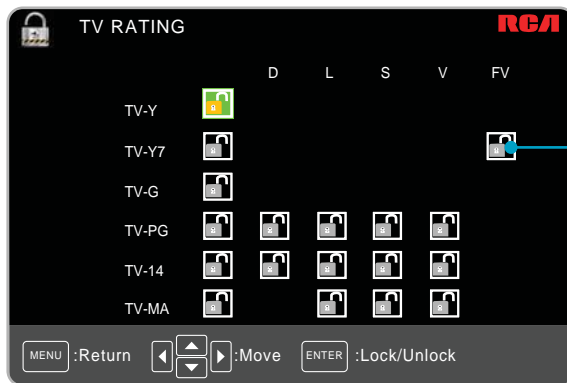 TV RATING
RCA
D L S V FV
TV-Y
TV-Y7
TV-G
TV-PG
TV-14
TV-MA
MENU :Return :Move ENTER :Lock/Unlock